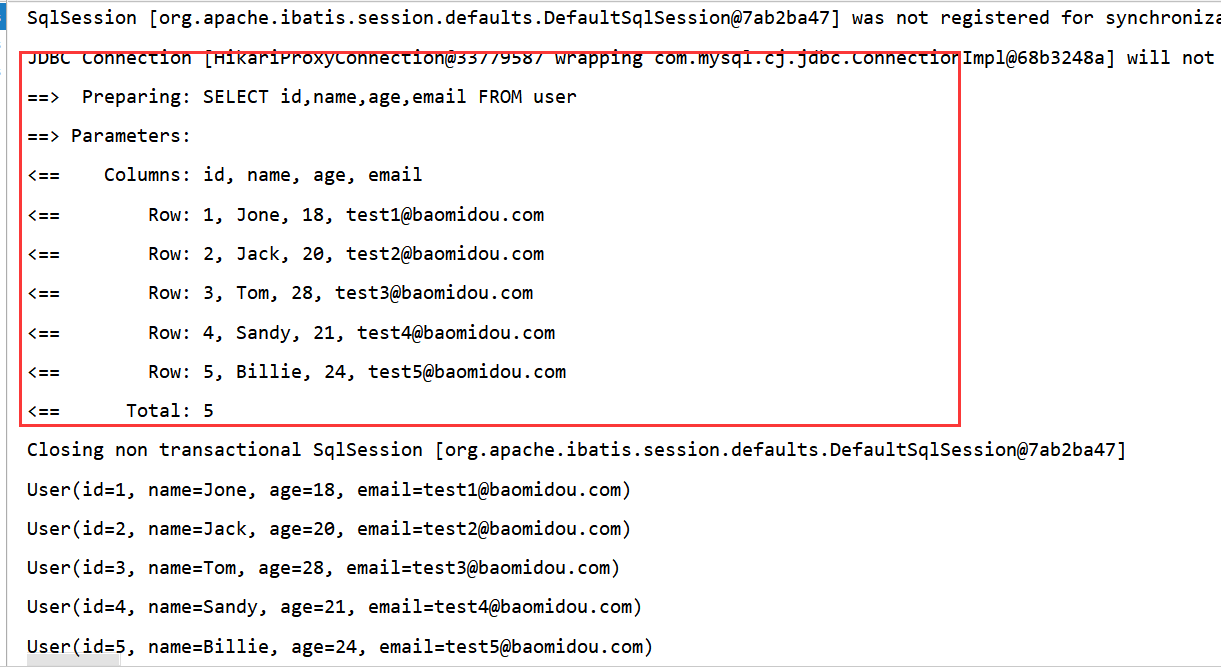 SqlSession [org.apache.ibatis.session.defaults.DefaultSqlSession@7ab2ba47] was not registered for synchroniza
JDBC Connection [HikariProxyConnection@33779587 wrapping com.mysql.cj.jdbc.ConnectionImpl@68b3248a] will not
==>  Preparing: SELECT id,name,age,email FROM user
==> Parameters:
<==    Columns: id, name, age, email
<==        Row: 1, Jone, 18, test1@baomidou.com
<==        Row: 2, Jack, 20, test2@baomidou.com
<==        Row: 3, Tom, 28, test3@baomidou.com
<==        Row: 4, Sandy, 21, test4@baomidou.com
<==        Row: 5, Billie, 24, test5@baomidou.com
<==      Total: 5
Closing non transactional SqlSession [org.apache.ibatis.session.defaults.DefaultSqlSession@7ab2ba47]
User(id=1, name=Jone, age=18, email=test1@baomidou.com)
User(id=2, name=Jack, age=20, email=test2@baomidou.com)
User(id=3, name=Tom, age=28, email=test3@baomidou.com)
User(id=4, name=Sandy, age=21, email=test4@baomidou.com)
User(id=5, name=Billie, age=24, email=test5@baomidou.com)